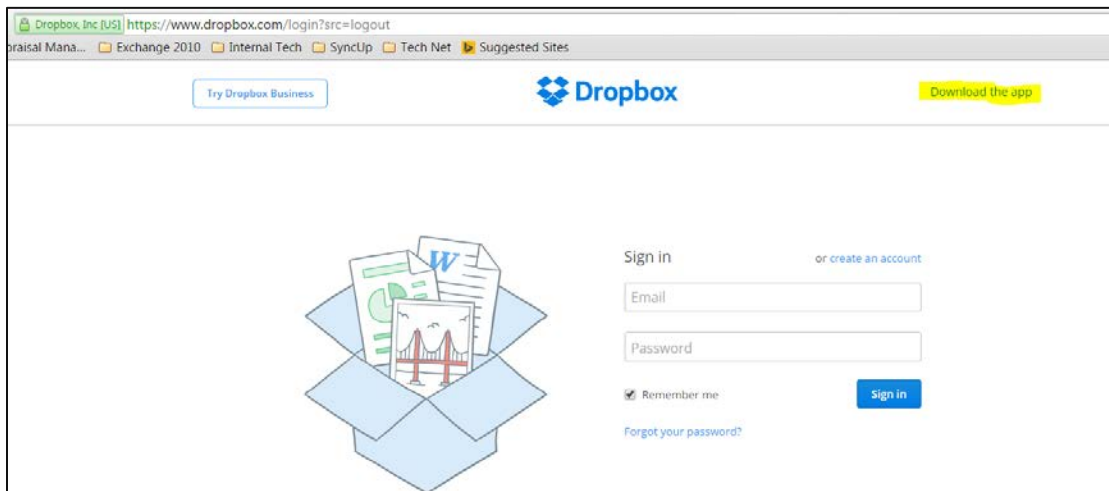 Dropbox, Inc [US] https://www.dropbox.com/login?src=logout
praisal Mana... Exchange 2010 Internal Tech SyncUp Tech Net Suggested Sites
Try Dropbox Business Dropbox Download the app
W
Sign in or create an account
Email
Password
Remember me Sign in
Forgot your password?